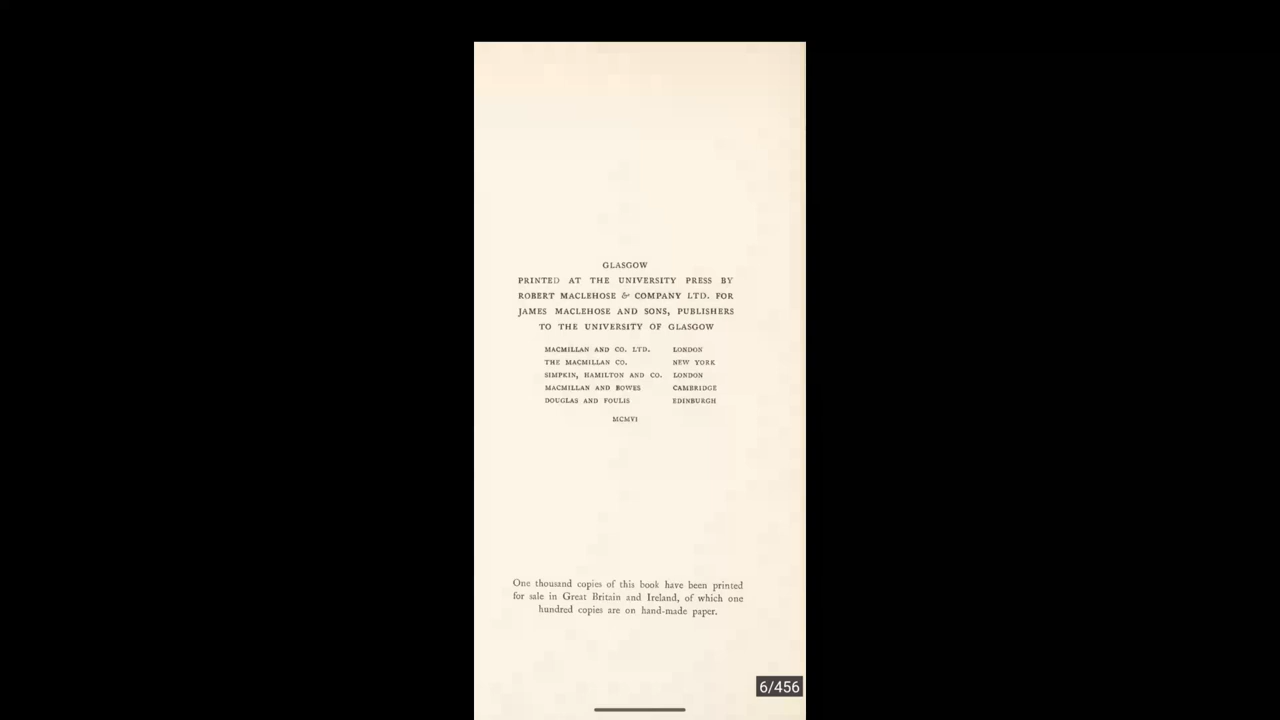 GLASGOW
PRINTED AT THE UNIVERSITY PRESS BY
ROBERT MACLEHOSE & COMPANY LTD. FOR
JAMES MACLEHOSE AND SONS, PUBLISHERS
TO THE UNIVERSITY OF GLASGOW
MACMILLAN AND CO. LTD. LONDON
THE MACMILLAN CO. NEW YORK
SIMPKIN, HAMILTON AND CO. LONDON
MACMILLAN AND BOWES CAMBRIDGE
DOUGLAS AND FOULIS EDINBURGH
MCMVI
One thousand copies of this book have been printed
for sale in Great Britain and Ireland, of which one
hundred copies are on hand-made paper.
6/456